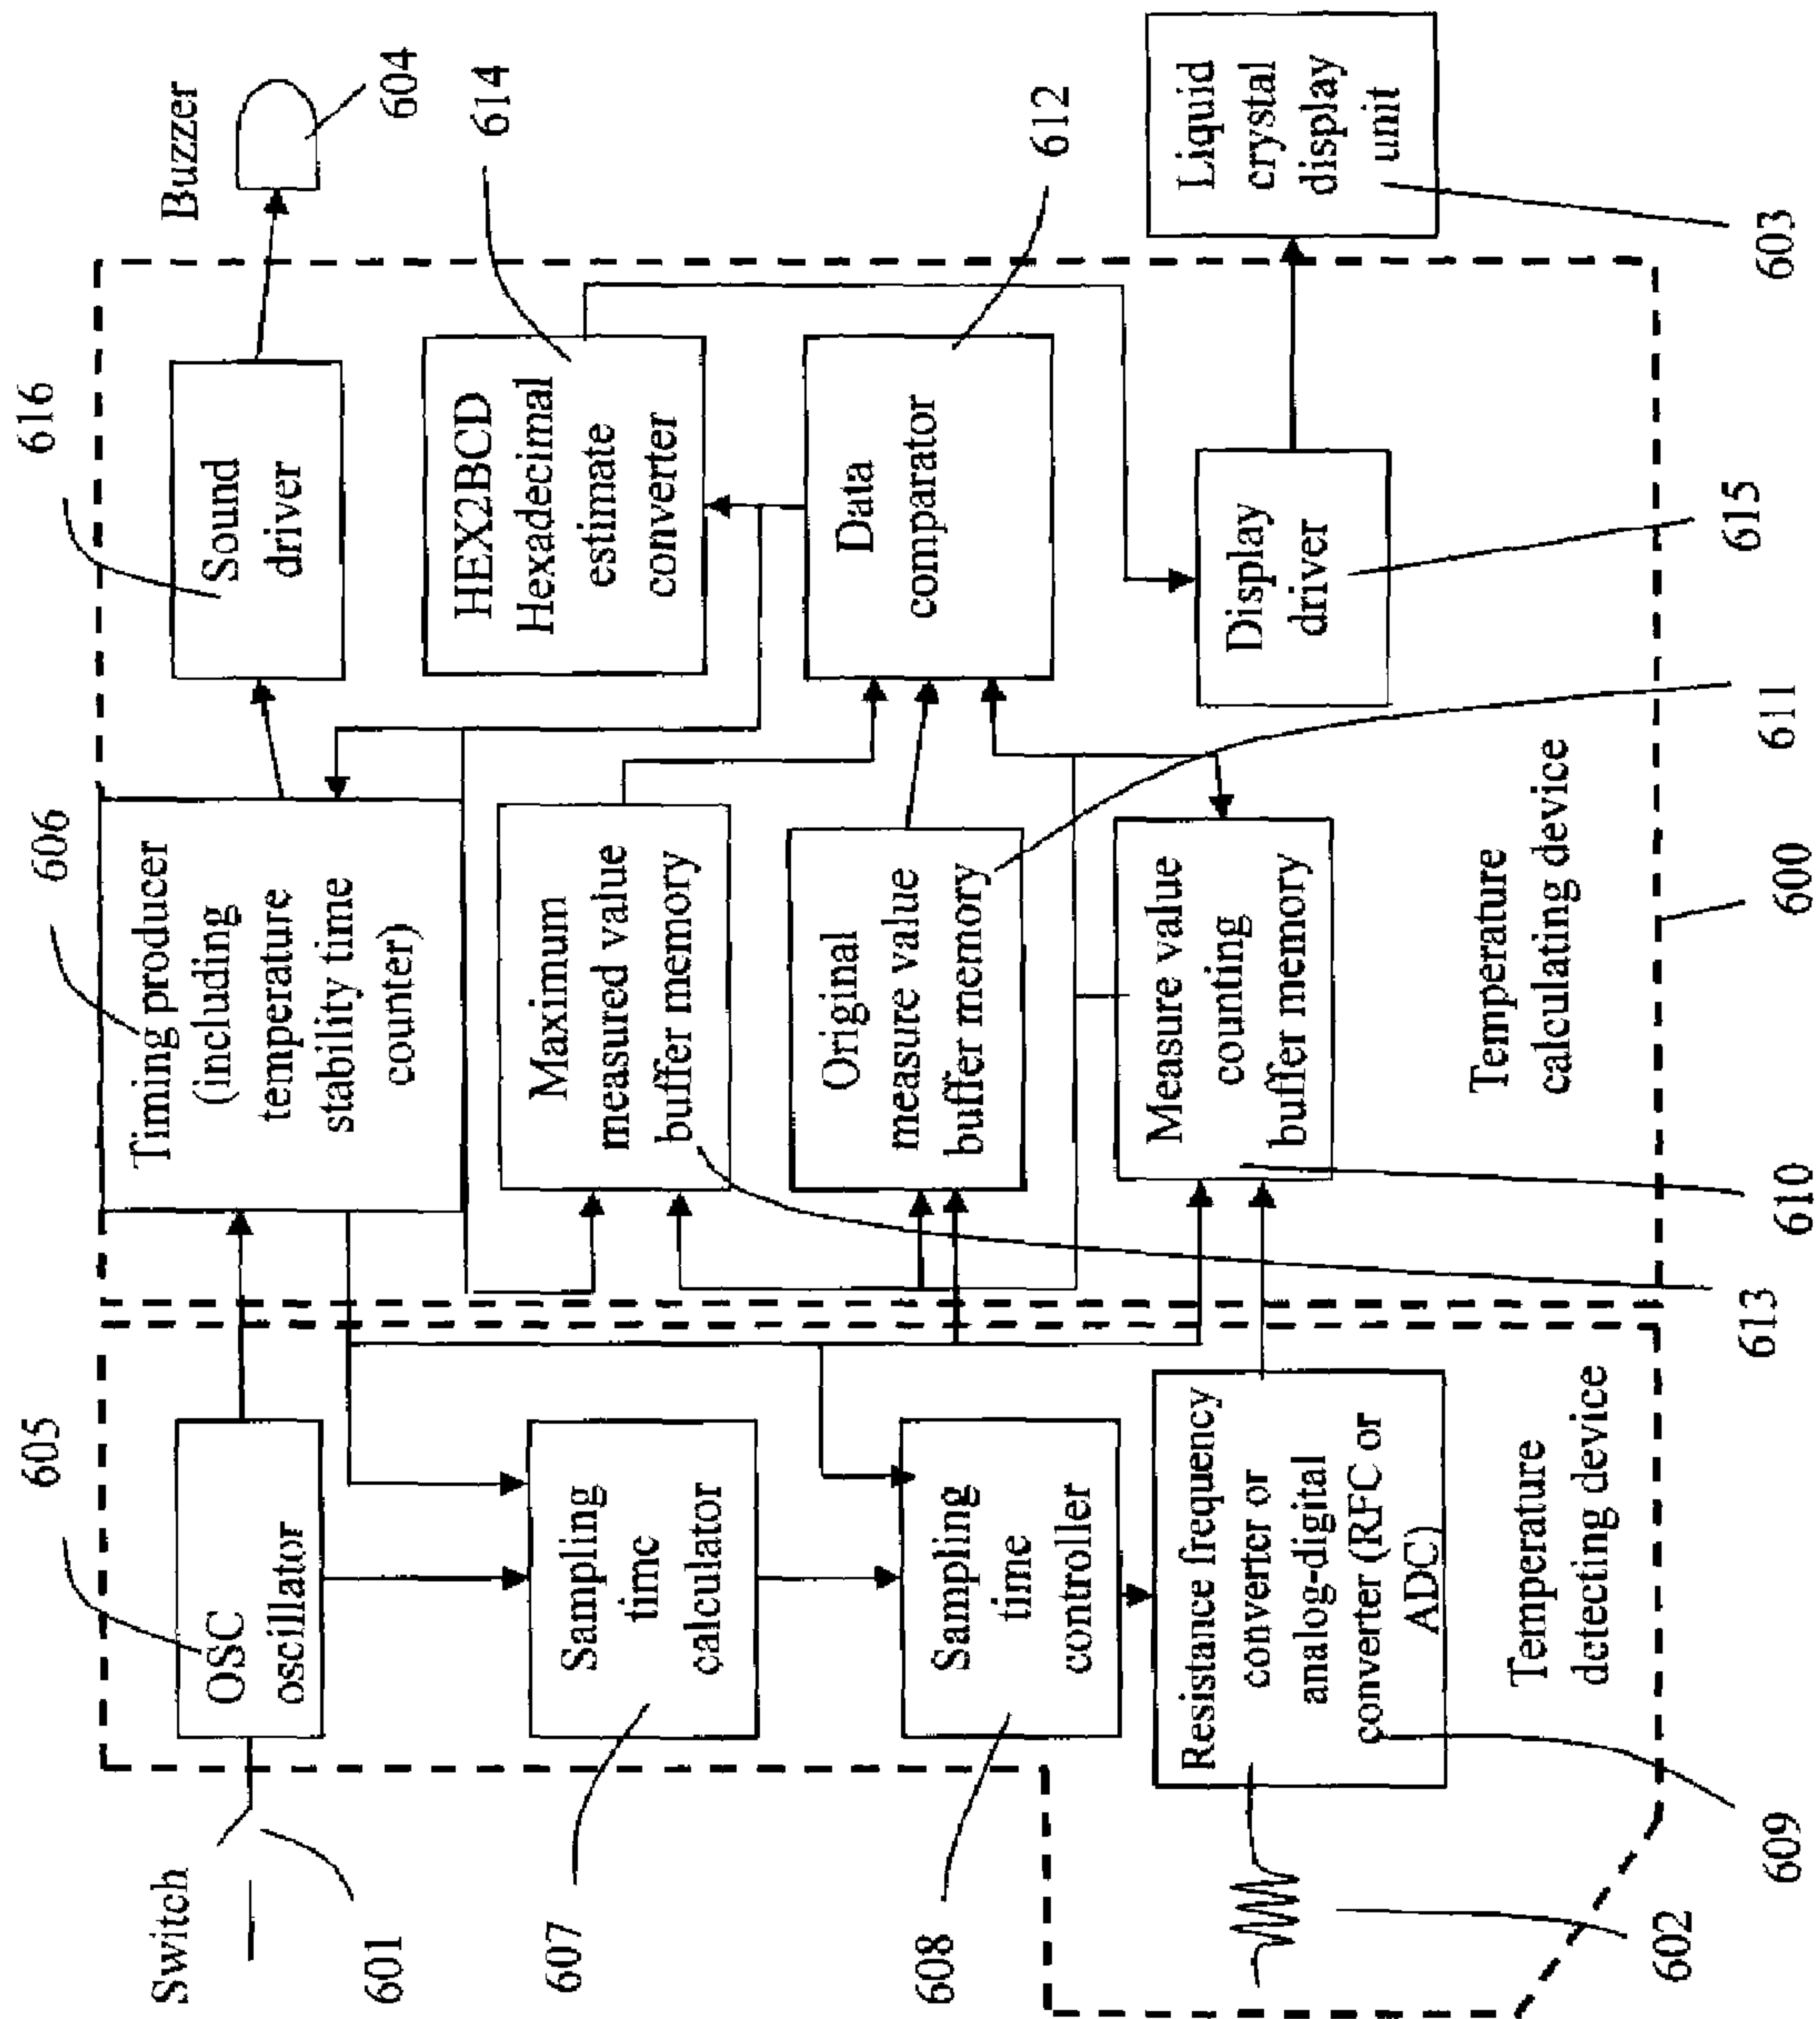 Switch
601
605
OSC
oscillator
606
Timing producer
(including
temperature
stability time
counter)
616
Sound
driver
Buzzer
604
607
Sampling
time
calculator
Maximum
measured value
buffer memory
HEX2BCD
Hexadecimal
estimate
converter
614
608
Sampling
time
controller
Original
measure value
buffer memory
Data
comparator
612
602
Resistance frequency
converter or
analog-digital
converter (RFC or
ADC)
609
Measure value
counting
buffer memory
Display
driver
Liquid
crystal
display
unit
Temperature
detecting device
Temperature
calculating device
613
610
600
611
615
603